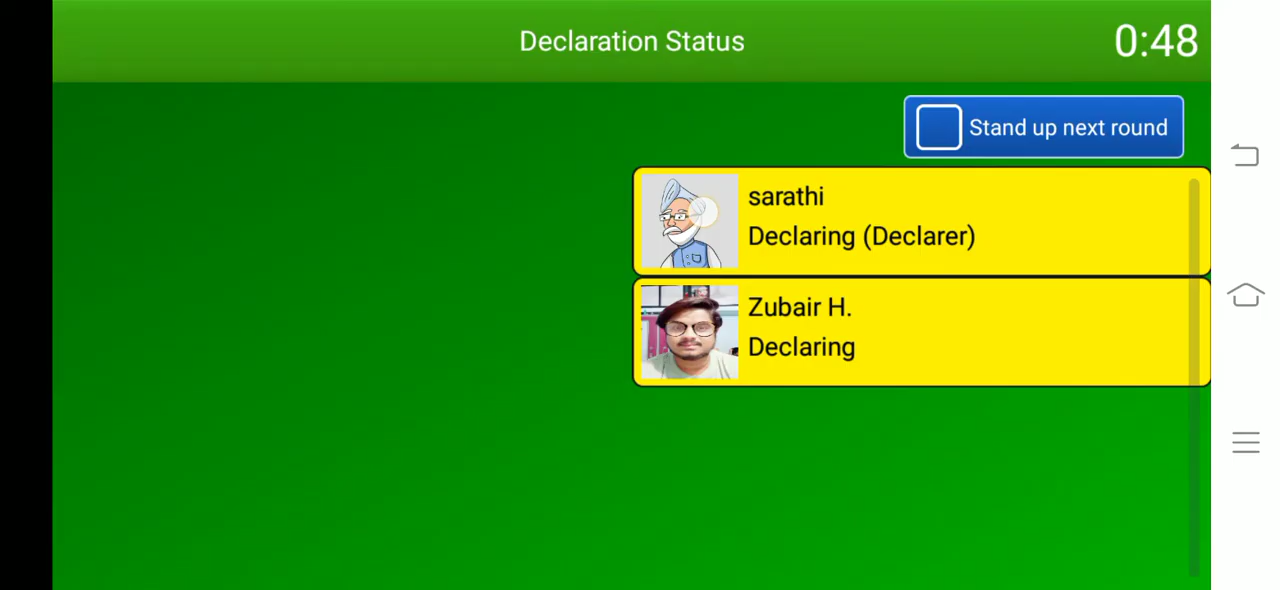 Declaration Status
0:48
Stand up next round
sarathi
Declaring (Declarer)
Zubair H.
Declaring